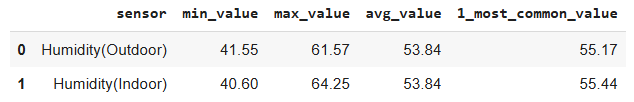 sensor min_value max_value avg_value 1_most_common_value
0 Humidity(Outdoor) 41.55 61.57 53.84 55.17
1 Humidity(Indoor) 40.60 64.25 53.84 55.44